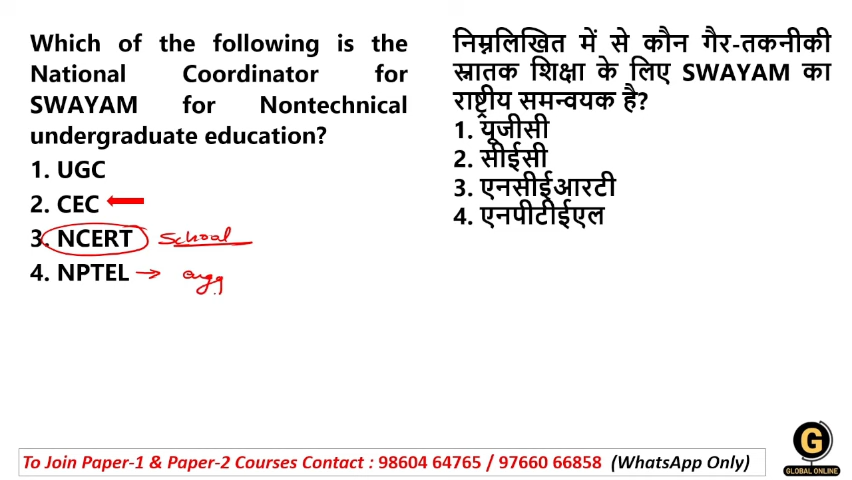 Which of the following is the
National Coordinator for
SWAYAM for Nontechnical
undergraduate education?
1. UGC
2. CEC
3. NCERT school
4. NPTEL → engg
निम्नलिखित में से कौन गैर-तकनीकी
स्नातक शिक्षा के लिए SWAYAM का
राष्ट्रीय समन्वयक है?
1. यूजीसी
2. सीईसी
3. एनसीईआरटी
4. एनपीटीईएल
To Join Paper-1 & Paper-2 Courses Contact : 98604 64765 / 97660 66858 (WhatsApp Only)
G
GLOBAL ONLINE